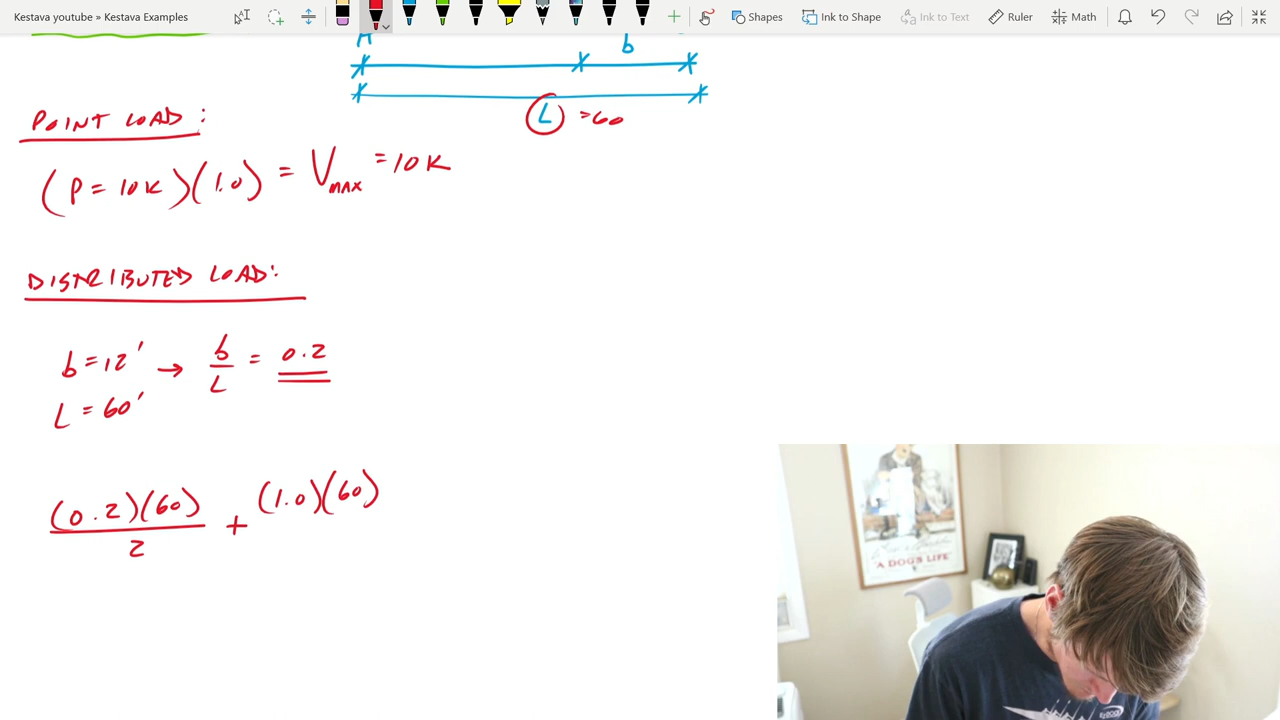 Kestava youtube » Kestava Examples
Shapes
Ink to Shape
Ink to Text
Ruler
Math
A
b
L = 60
POINT LOAD :
(P = 10K)(1.0) = VMAX = 10K
DISTRIBUTED LOAD:
b = 12' → b/L = 0.2
L = 60'
(0.2)(60)/2 + (1.0)(60)
"A DOG'S LIFE"